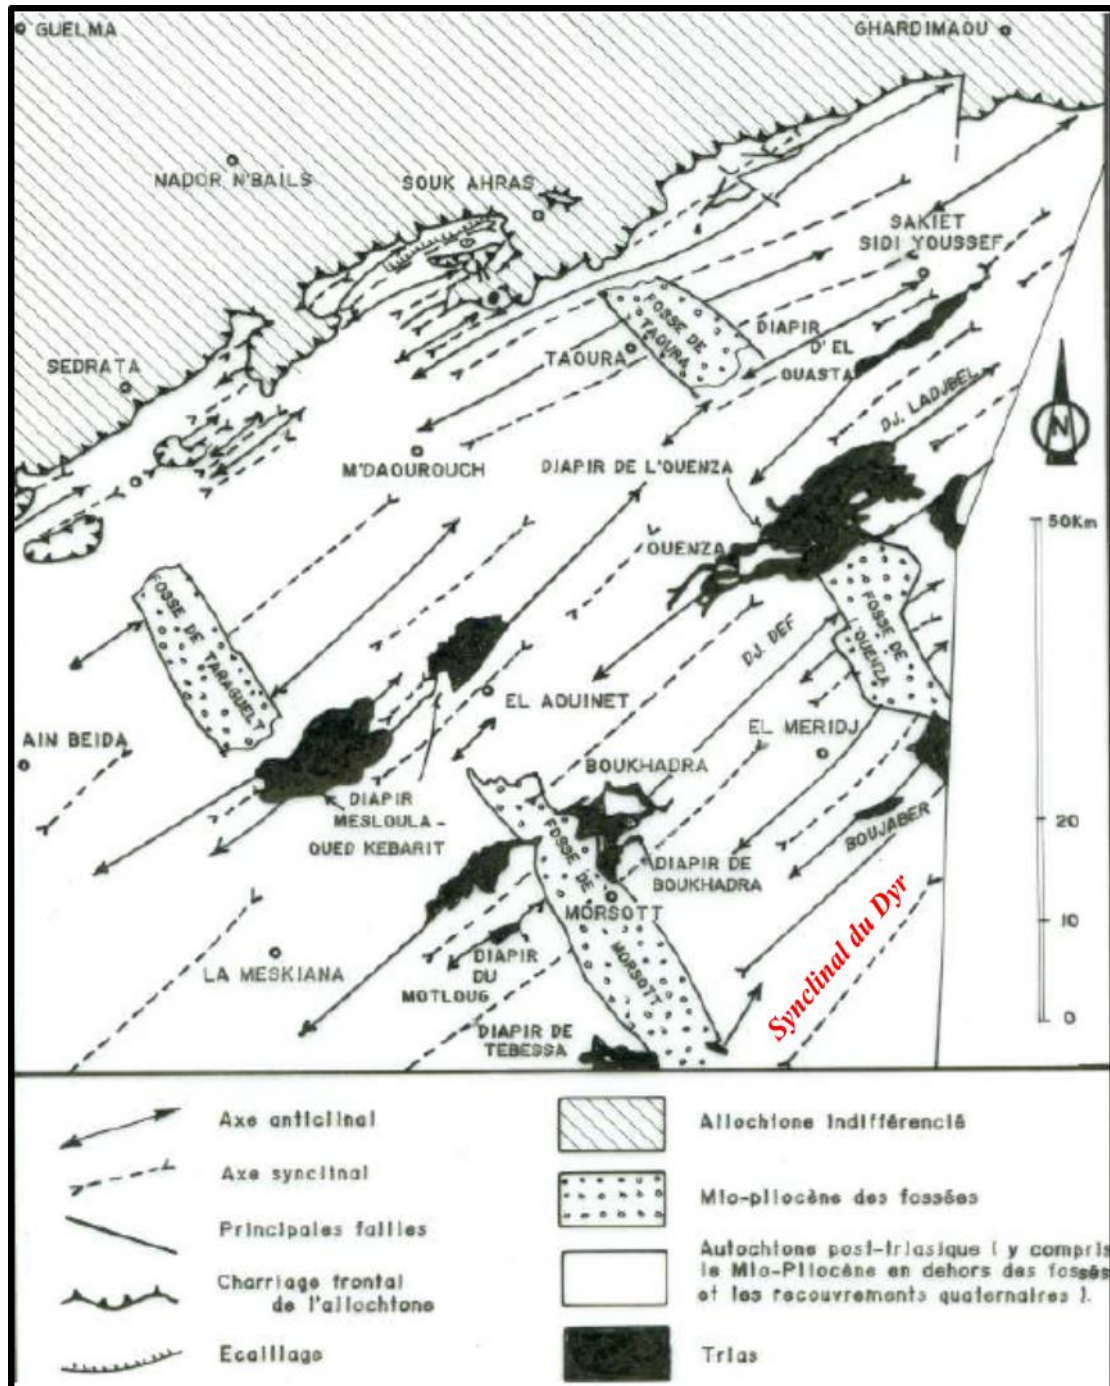 GUELMA
GHARDIMAOU
NADOR N'BAILS
SOUK AHRAS
SAKIET
SIDI YOUSSEF
FOSSE DE
TAOURA
DIAPIR
D'EL
OUASTA
TAOURA
SEDRATA
DJ. LADJBEL
N
M'DAOUROUCH
DIAPIR DE L'OUENZA
50Km
OUENZA
FOSSE DE TARAGUELT
FOSSE DE
L'OUENZA
DJ. DEF
EL AOUINET
EL MERIDJ
AIN BEIDA
BOUKHADRA
DIAPIR
MESLOULA-
OUED KEBARIT
20
BOUJABER
FOSSE DE
MORSOTT
DIAPIR DE
BOUKHADRA
MORSOTT
Synclinal du Dyr
10
LA MESKIANA
DIAPIR
DU
MOTLOUG
DIAPIR DE
TEBESSA
0
Axe anticlinal
Axe synclinal
Principales failles
Charriage frontal
de l'allochtone
Ecaillage
Allochtone Indifférencié
Mio-pliocène des fossées
Autochtone post-triasique ( y compris
le Mio-Pliocène en dehors des fossés
et les recouvrements quaternaires ).
Trias